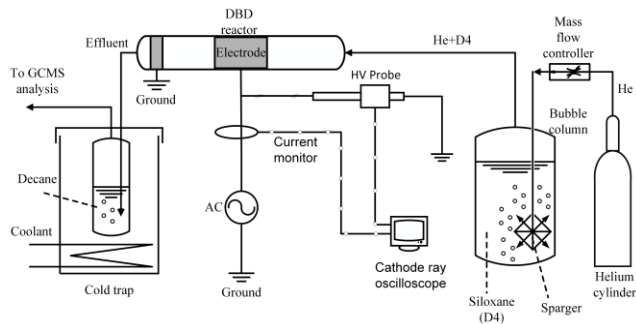 DBD
reactor
Effluent
Electrode
He+D4
Mass
flow
controller
To GCMS
analysis
Ground
HV Probe
He
Bubble
column
Current
monitor
Decane
AC
Coolant
Cathode ray
oscilloscope
Cold trap
Ground
Siloxane
(D4)
Sparger
Helium
cylinder